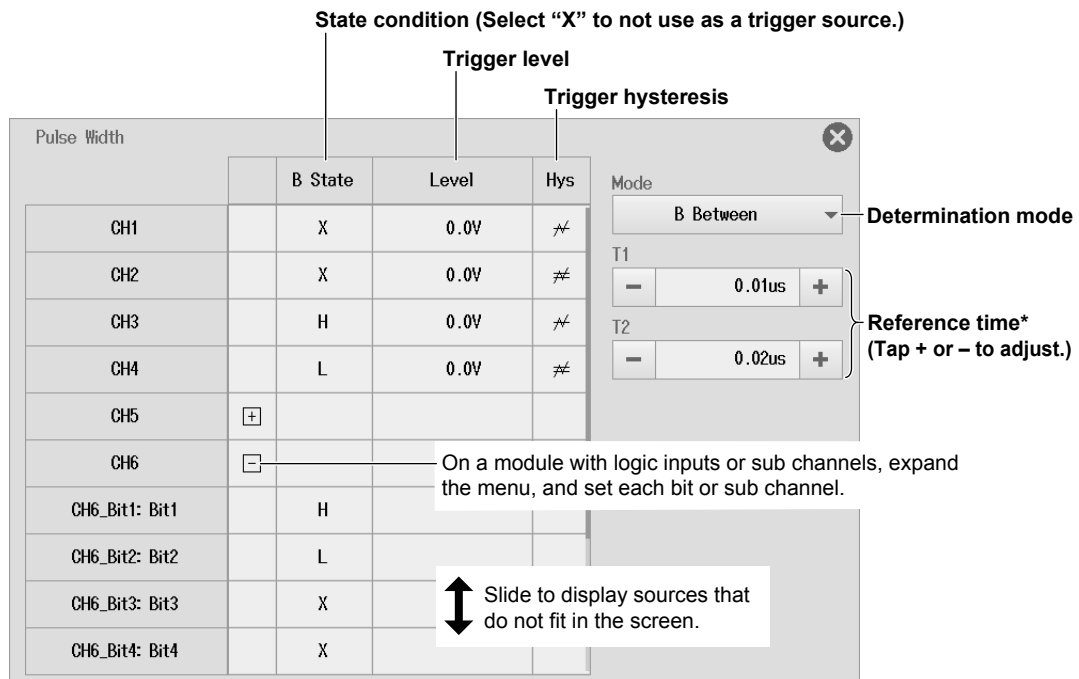 State condition (Select “X” to not use as a trigger source.)
Trigger level
Trigger hysteresis
Pulse Width
B State Level Hys
Mode
B Between
Determination mode
CH1 X 0.0V
T1
0.01us
CH2 X 0.0V
CH3 H 0.0V
T2
Reference time*
(Tap + or – to adjust.)
0.02us
CH4 L 0.0V
CH5
CH6
On a module with logic inputs or sub channels, expand
the menu, and set each bit or sub channel.
CH6_Bit1: Bit1 H
CH6_Bit2: Bit2 L
CH6_Bit3: Bit3 X
Slide to display sources that
do not fit in the screen.
CH6_Bit4: Bit4 X